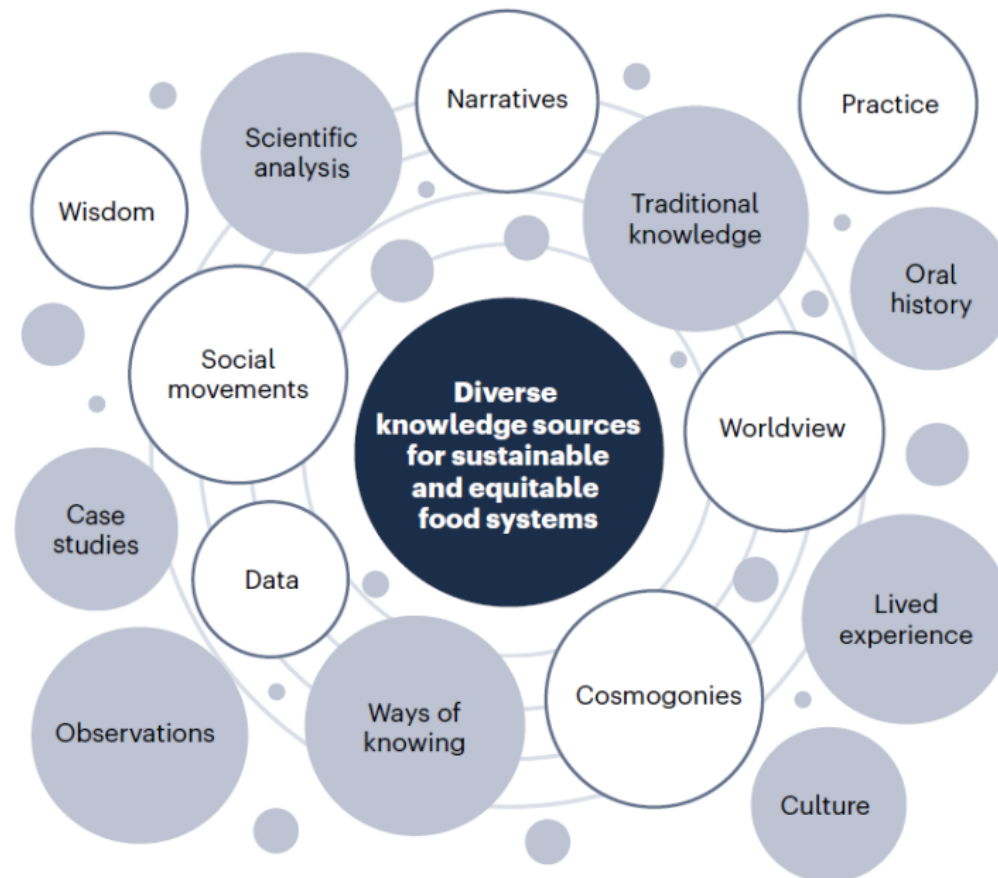 Narratives
Practice
Scientific
analysis
Wisdom
Traditional
knowledge
Oral
history
Social
movements
Diverse
knowledge sources
for sustainable
and equitable
food systems
Worldview
Case
studies
Data
Lived
experience
Observations
Ways of
knowing
Cosmogonies
Culture